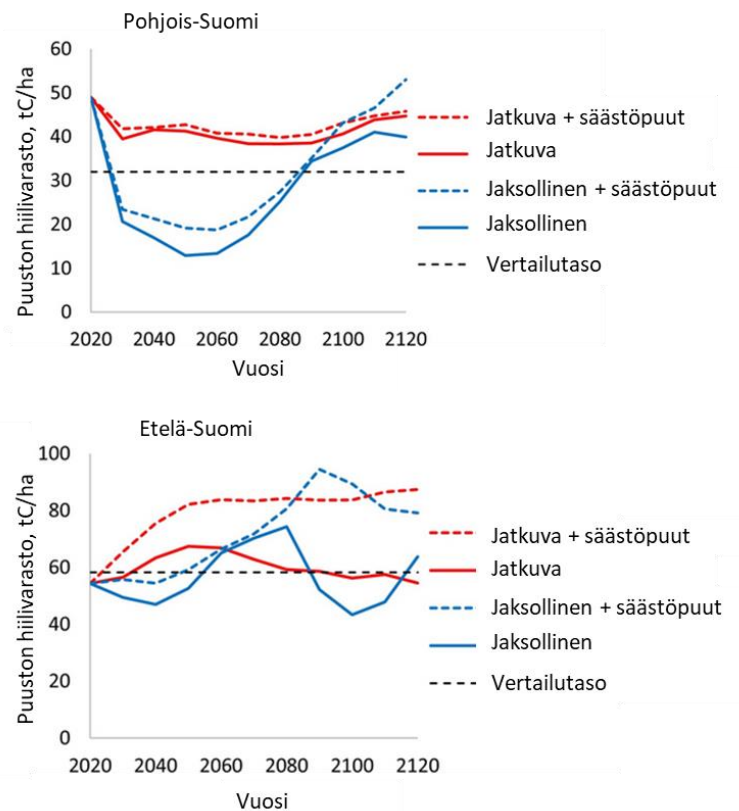 Pohjois-Suomi
Puuston hiilivarasto, tC/ha
60
50
40
30
20
10
0
2020 2040 2060 2080 2100 2120
Vuosi
Jatkuva + säästöpuut
Jatkuva
Jaksollinen + säästöpuut
Jaksollinen
Vertailutaso
Etelä-Suomi
Puuston hiilivarasto, tC/ha
100
80
60
40
20
0
2020 2040 2060 2080 2100 2120
Vuosi
Jatkuva + säästöpuut
Jatkuva
Jaksollinen + säästöpuut
Jaksollinen
Vertailutaso